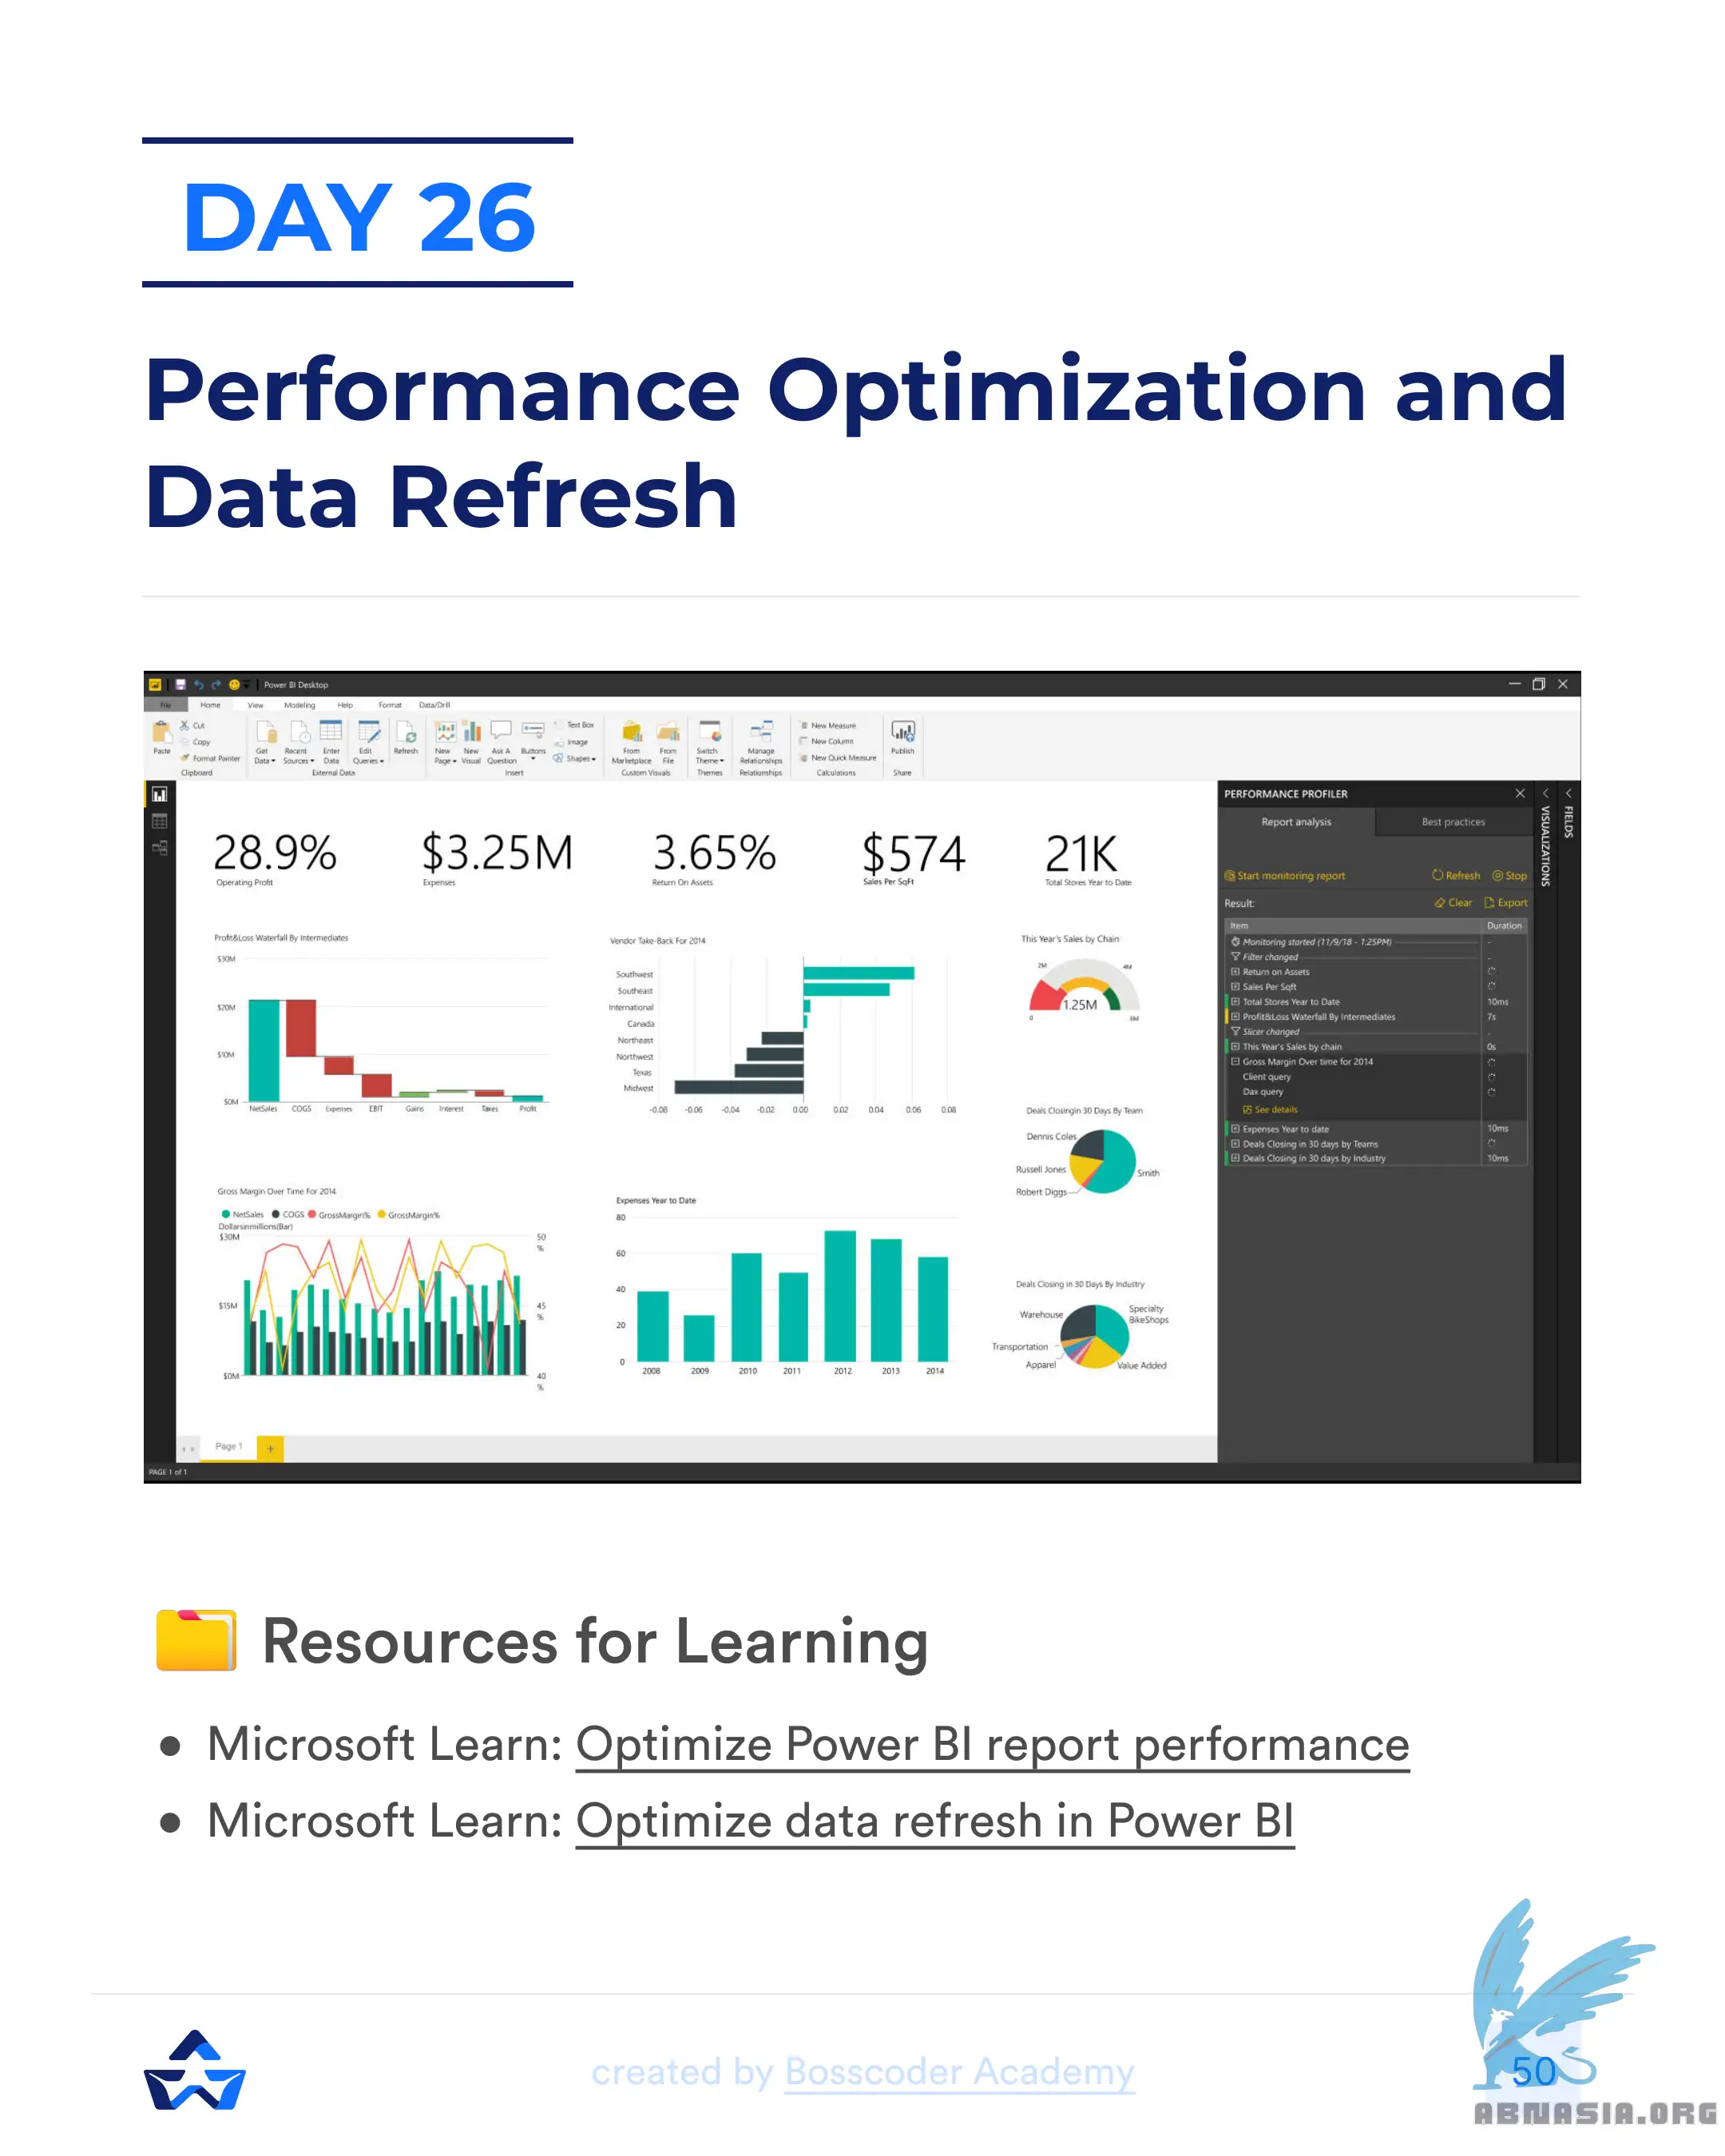 DAY 26
Performance Optimization and
Data Refresh
Power BI Desktop
File Home View Modeling Help Format Data/Drill
Paste
Cut
Copy
Format Painter
Clipboard
Get Data
Recent Sources
Enter Data
Edit Queries
External Data
Refresh
New Page
New Visual
Ask A Question
Buttons
Text Box
Image
Shapes
Insert
From Marketplace
From File
Custom Visuals
Switch Theme
Themes
Manage Relationships
Relationships
New Measure
New Column
New Quick Measure
Calculations
Publish
Share
28.9%
Operating Profit
$3.25M
Expenses
3.65%
Return On Assets
$574
Sales Per SqFt
21K
Total Stores Year to Date
Profit&Loss Waterfall By Intermediates
$30M
$20M
$10M
$0M
NetSales COGS Expenses EBIT Gains Interest Taxes Profit
Vendor Take-Back For 2014
Southwest
Southeast
International
Canada
Northeast
Northwest
Texas
Midwest
-0.08 -0.06 -0.04 -0.02 0.00 0.02 0.04 0.06 0.08
This Year's Sales by Chain
2M 4M
1.25M
0 6M
Deals Closingin 30 Days By Team
Dennis Coles
Russell Jones
Robert Diggs
Smith
Gross Margin Over Time For 2014
NetSales COGS GrossMargin% GrossMargin%
Dollarsinmillions(Bar)
$30M
$15M
$0M
50 %
45 %
40 %
Expenses Year to Date
80
60
40
20
0
2008 2009 2010 2011 2012 2013 2014
Deals Closing in 30 Days By Industry
Warehouse
Transportation
Apparel
Specialty BikeShops
Value Added
PERFORMANCE PROFILER
Report analysis Best practices
Start monitoring report Refresh Stop
Result: Clear Export
Item Duration
Monitoring started (11/9/18 - 1:25PM) -
Filter changed -
Return on Assets
Sales Per Sqft
Total Stores Year to Date 10ms
Profit&Loss Waterfall By Intermediates 7s
Slicer changed -
This Year's Sales by chain 0s
Gross Margin Over time for 2014
Client query
Dax query
See details
Expenses Year to date 10ms
Deals Closing in 30 days by Teams
Deals Closing in 30 days by Industry 10ms
VISUALIZATIONS
FIELDS
Page 1 +
PAGE 1 of 1
Resources for Learning
● Microsoft Learn: Optimize Power BI report performance
● Microsoft Learn: Optimize data refresh in Power BI
created by Bosscoder Academy
50
ABNASIA.ORG